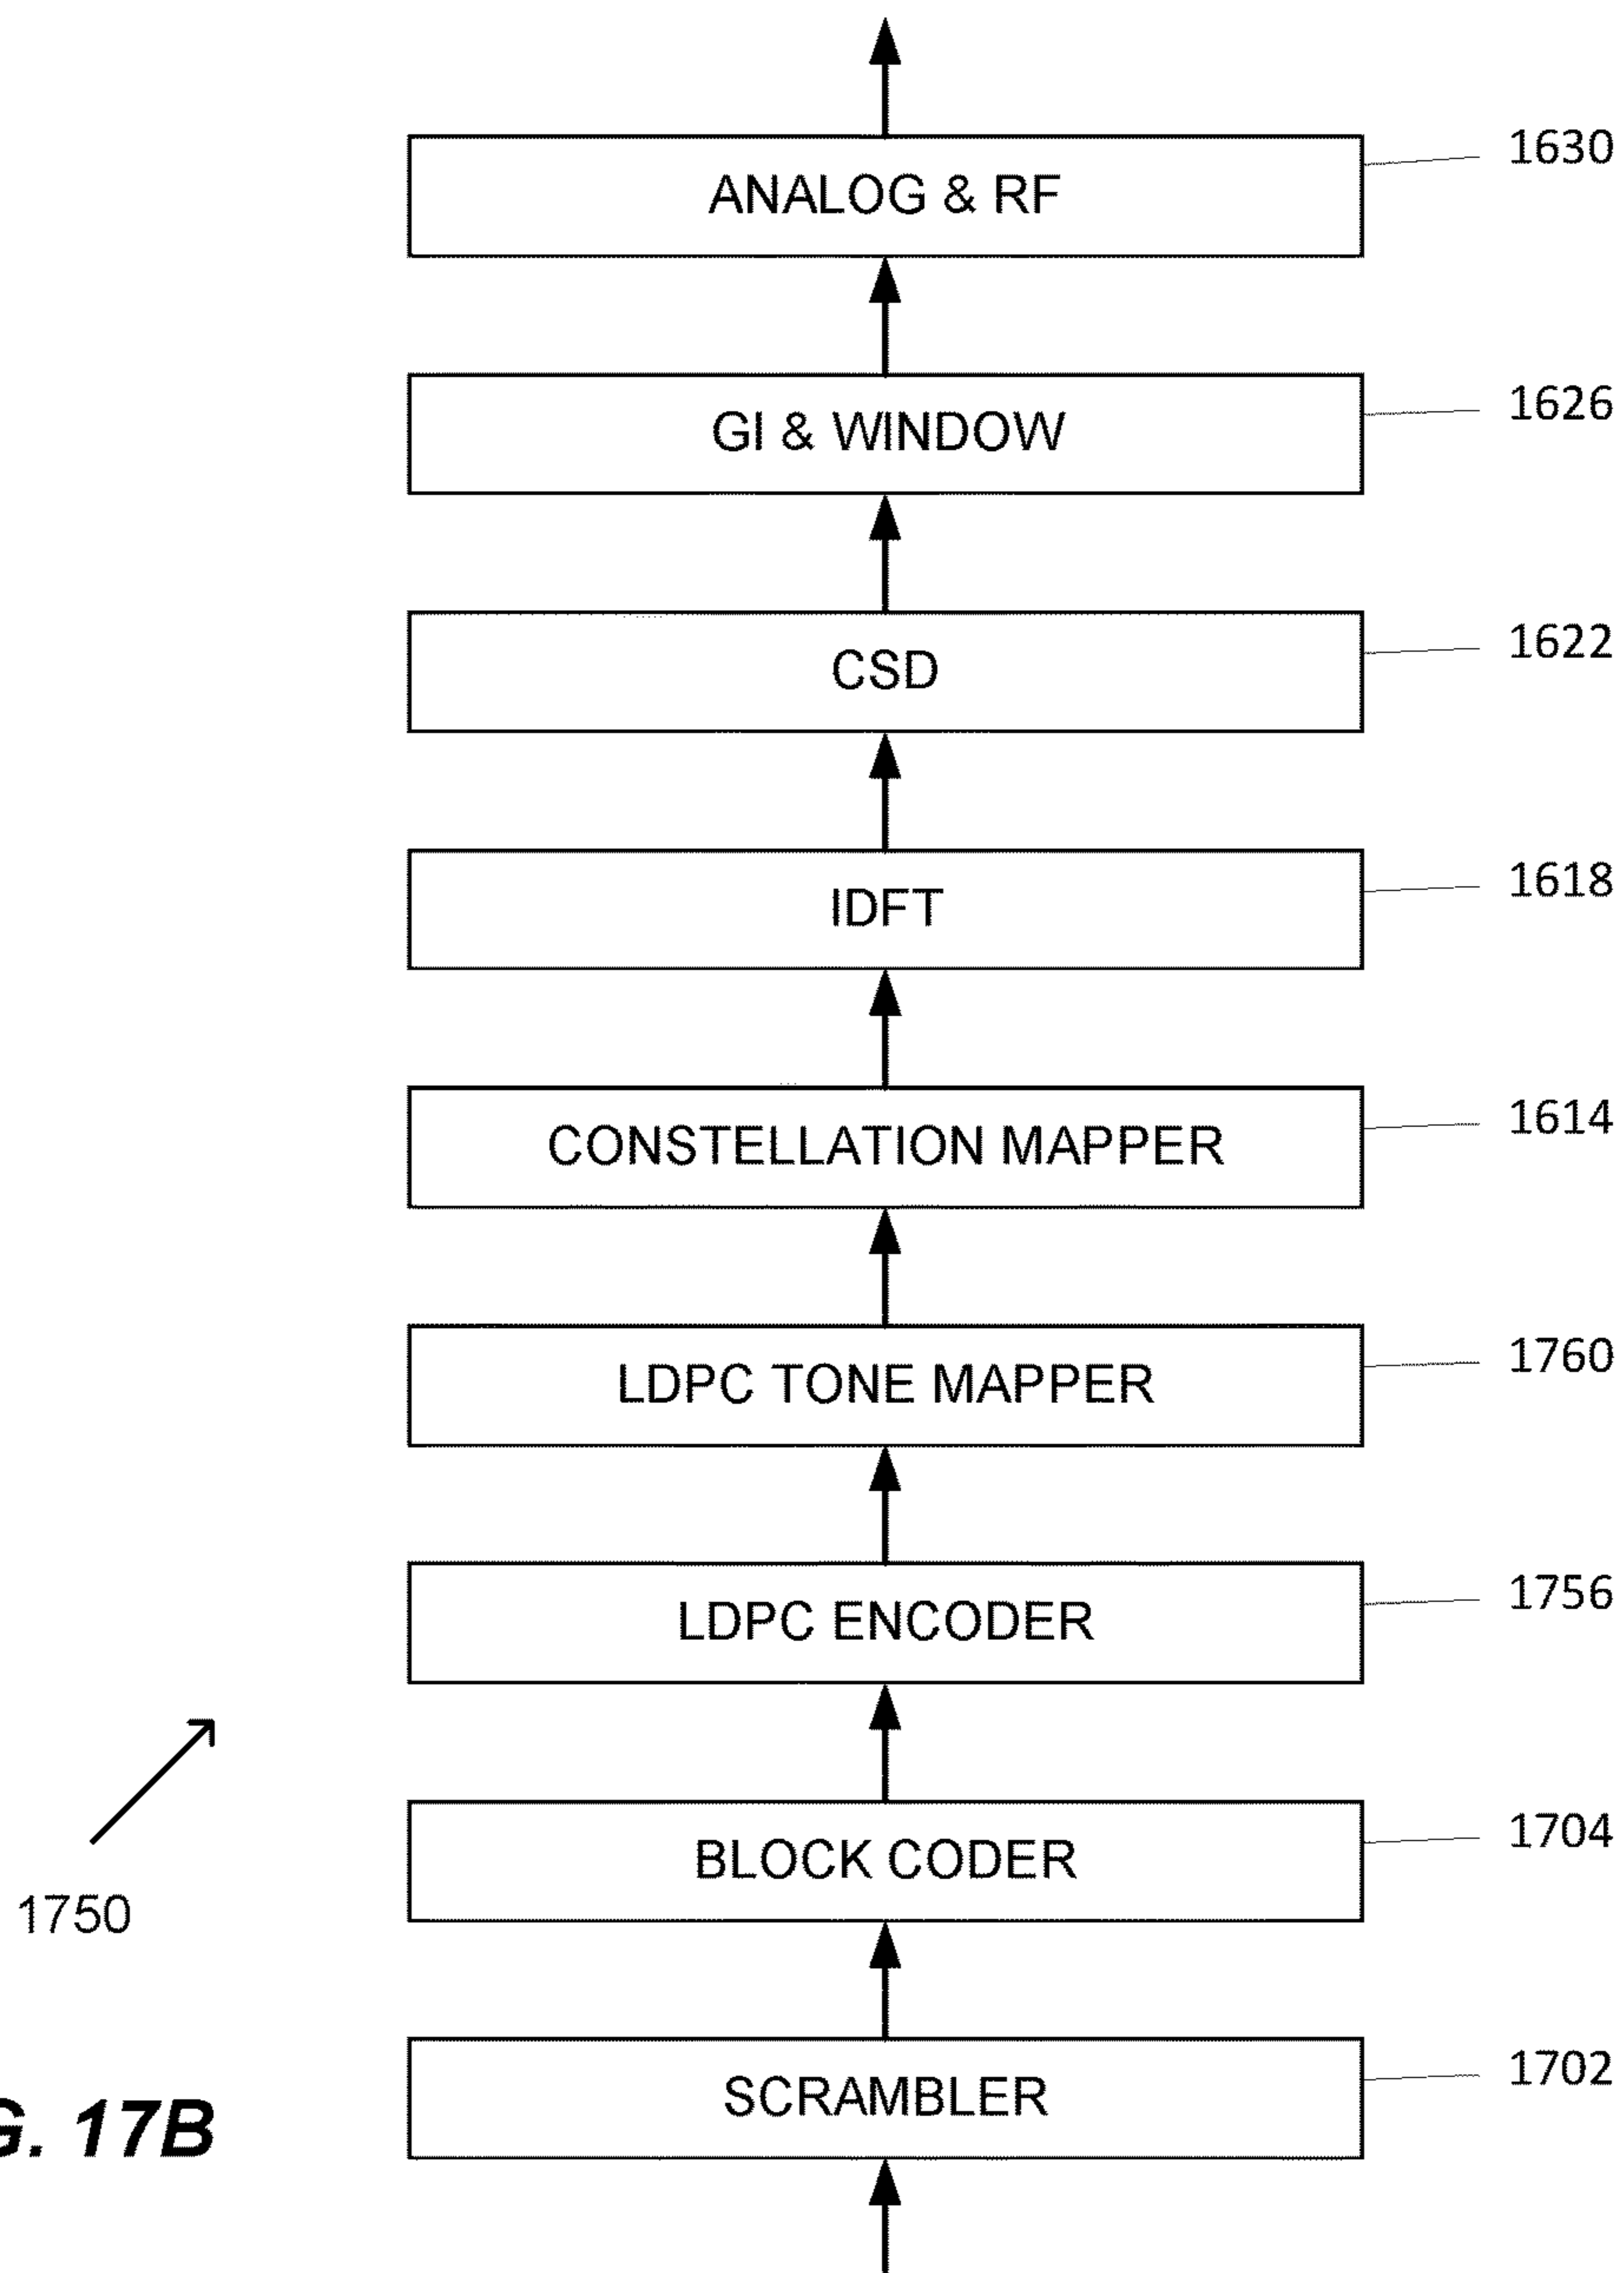 1630
ANALOG & RF
1626
GI & WINDOW
1622
CSD
1618
IDFT
1614
CONSTELLATION MAPPER
1760
LDPC TONE MAPPER
1756
LDPC ENCODER
1704
BLOCK CODER
1750
1702
SCRAMBLER
G. 17B